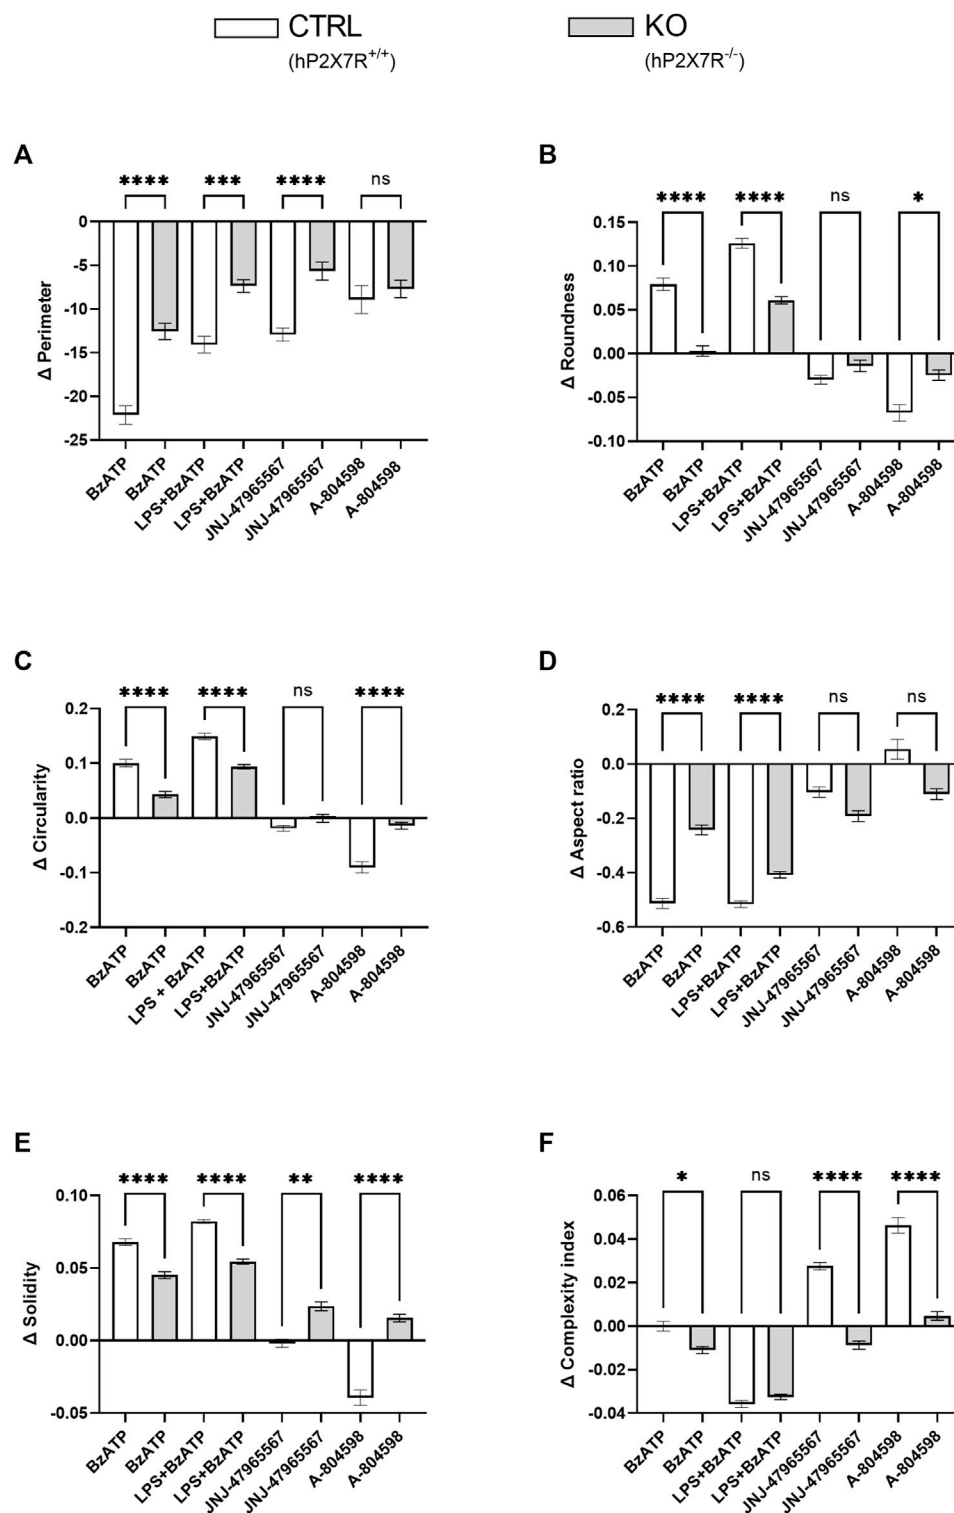 CTRL
(hP2X7R+/+)
KO
(hP2X7R-/-)
A
**** *** **** ns
Δ Perimeter
0
-5
-10
-15
-20
-25
BzATP
BzATP
LPS+BzATP
LPS+BzATP
JNJ-47965567
JNJ-47965567
A-804598
A-804598
B
**** **** ns *
Δ Roundness
0.15
0.10
0.05
0.00
-0.05
-0.10
BzATP
BzATP
LPS+BzATP
LPS+BzATP
JNJ-47965567
JNJ-47965567
A-804598
A-804598
C
**** **** ns ****
Δ Circularity
0.2
0.1
0.0
-0.1
-0.2
BzATP
BzATP
LPS + BzATP
LPS+BzATP
JNJ-47965567
JNJ-47965567
A-804598
A-804598
D
**** **** ns ns
Δ Aspect ratio
0.2
0.0
-0.2
-0.4
-0.6
BzATP
BzATP
LPS+BzATP
LPS+BzATP
JNJ-47965567
JNJ-47965567
A-804598
A-804598
E
**** **** ** ****
Δ Solidity
0.10
0.05
0.00
-0.05
BzATP
BzATP
LPS+BzATP
LPS+BzATP
JNJ-47965567
JNJ-47965567
A-804598
A-804598
F
* ns **** ****
Δ Complexity index
0.06
0.04
0.02
0.00
-0.02
-0.04
BzATP
BzATP
LPS+BzATP
LPS+BzATP
JNJ-47965567
JNJ-47965567
A-804598
A-804598